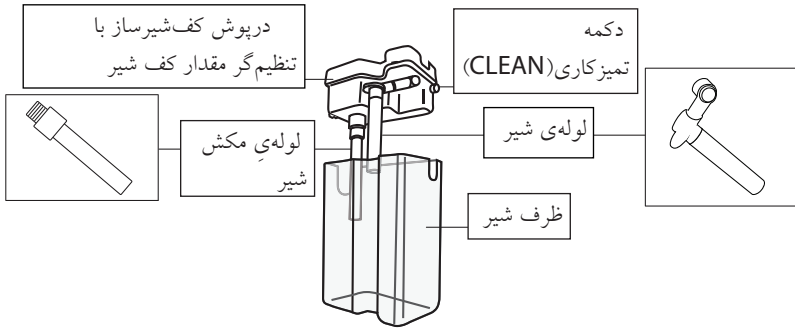 درپوش کف‌شیرساز با
تنظیم‌گر مقدار کف شیر
دکمه
تمیزکاری(CLEAN)
لوله‌ی شیر
لوله‌یِ مکش
شیر
ظرف شیر